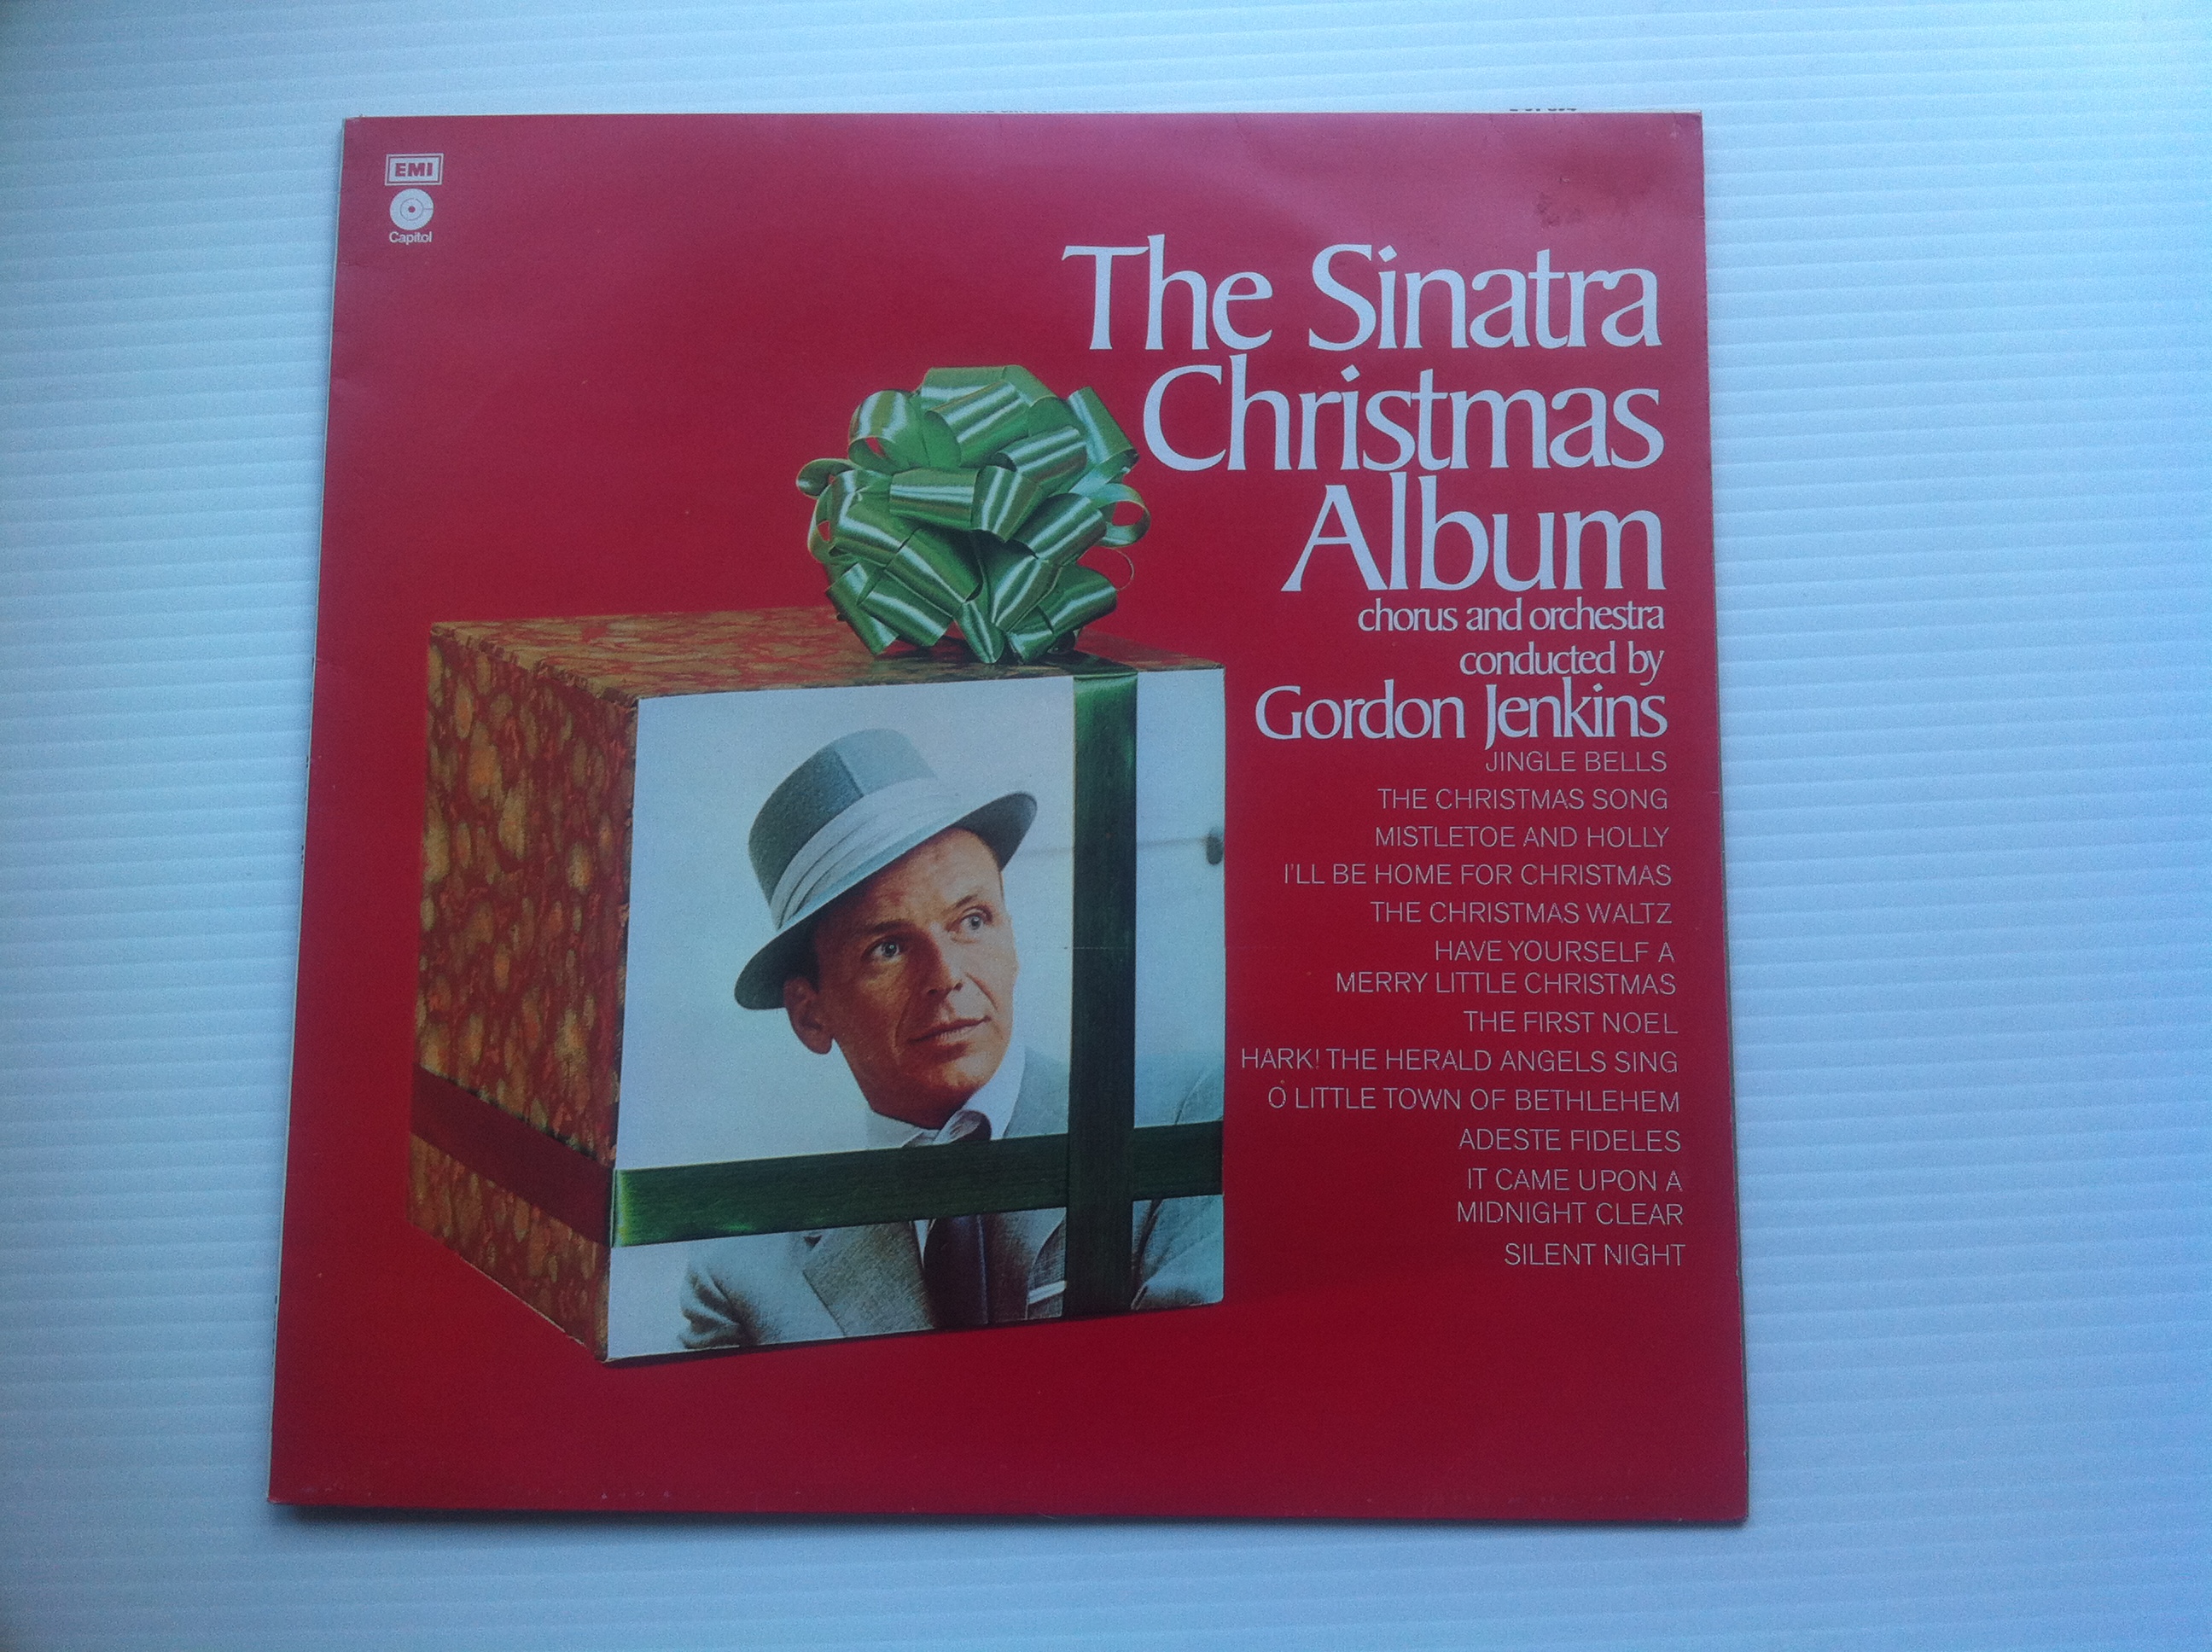 EMI
Capitol
The Sinatra
Christmas
Album
chorus and orchestra
conducted by
Gordon Jenkins
JINGLE BELLS
THE CHRISTMAS SONG
MISTLETOE AND HOLLY
I'LL BE HOME FOR CHRISTMAS
THE CHRISTMAS WALTZ
HAVE YOURSELF A
MERRY LITTLE CHRISTMAS
THE FIRST NOEL
HARK! THE HERALD ANGELS SING
O LITTLE TOWN OF BETHLEHEM
ADESTE FIDELES
IT CAME UPON A
MIDNIGHT CLEAR
SILENT NIGHT